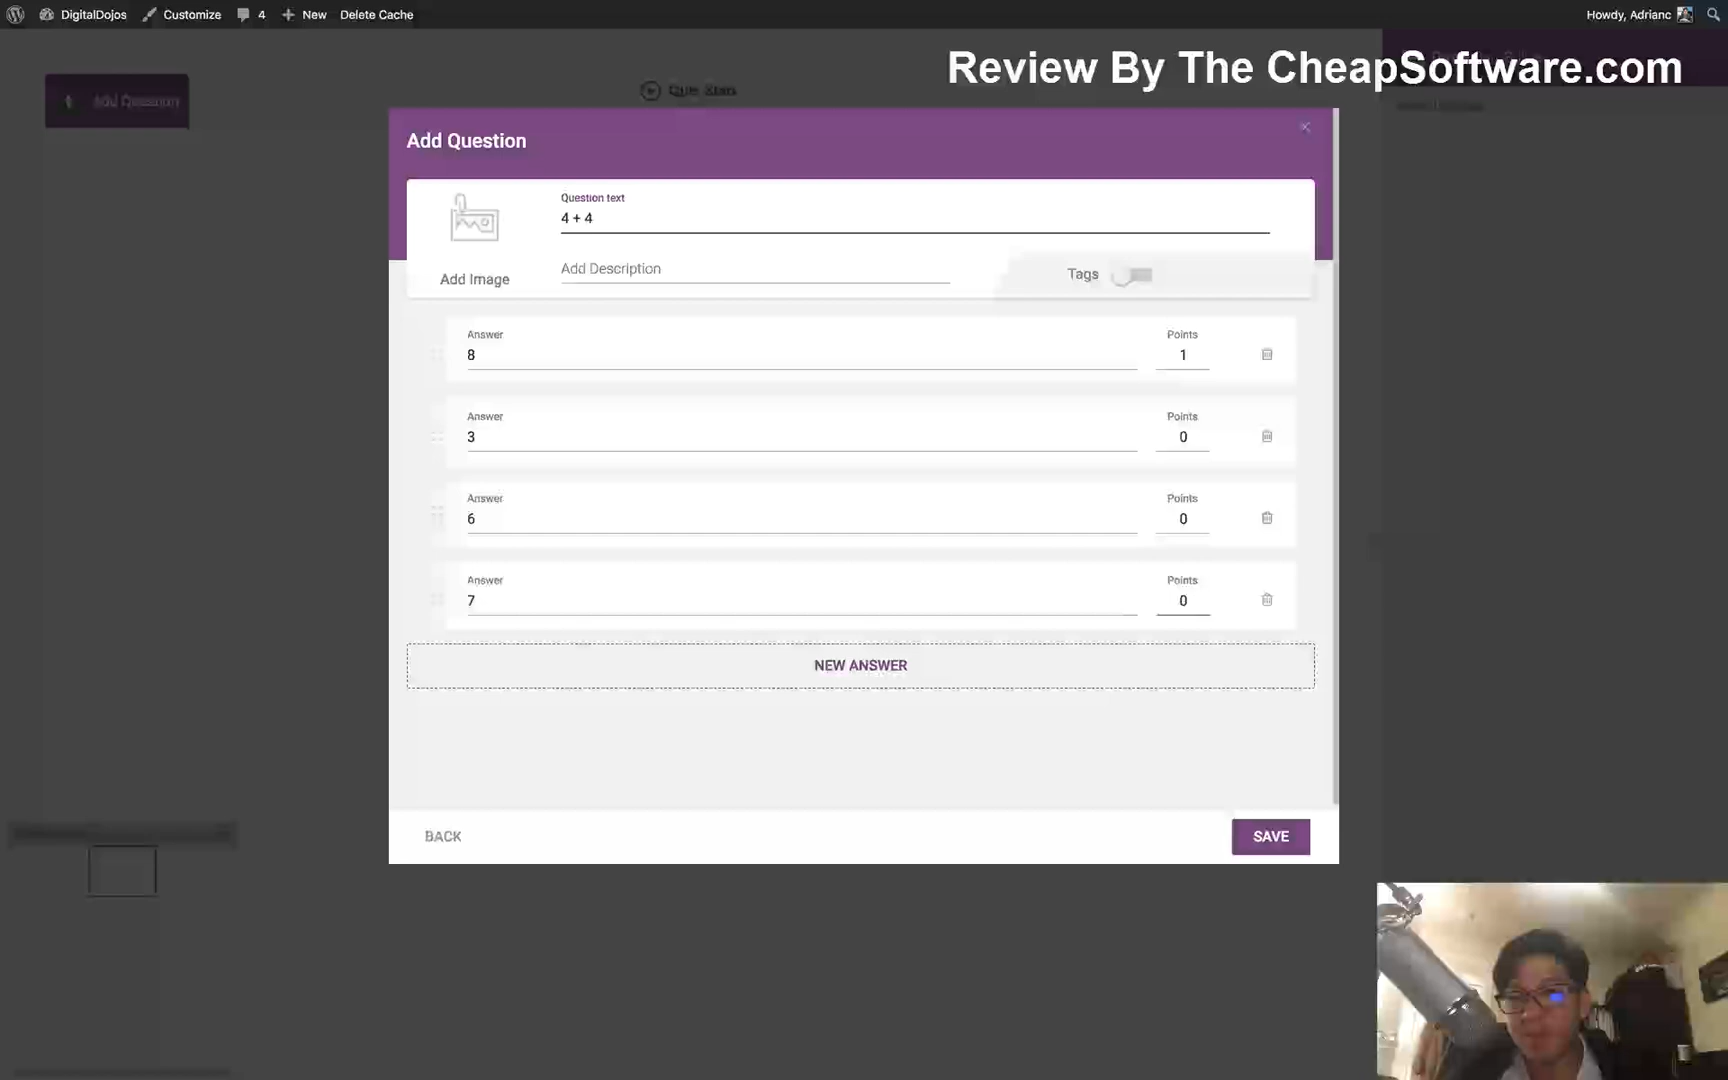 DigitalDojos Customize 4 New Delete Cache Howdy, Adrianc
Review By The CheapSoftware.com
Add Question
Add Question
Question text
4 + 4
Add Image
Add Description
Tags
Answer Points
8 1
Answer Points
3 0
Answer Points
6 0
Answer Points
7 0
NEW ANSWER
BACK SAVE